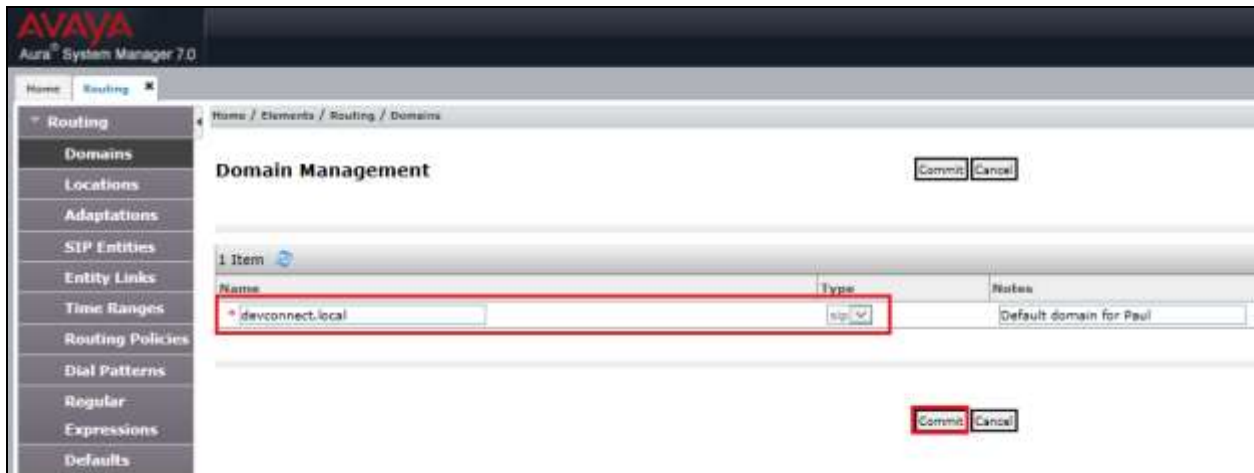 AVAYA
Aura® System Manager 7.0
Home Routing ✖
Routing
Home / Elements / Routing / Domains
Domains
Domain Management
Commit Cancel
Locations
Adaptations
SIP Entities
1 Item
Entity Links
Name Type Notes
Time Ranges
* devconnect.local sip Default domain for Paul
Routing Policies
Dial Patterns
Regular
Expressions
Commit Cancel
Defaults